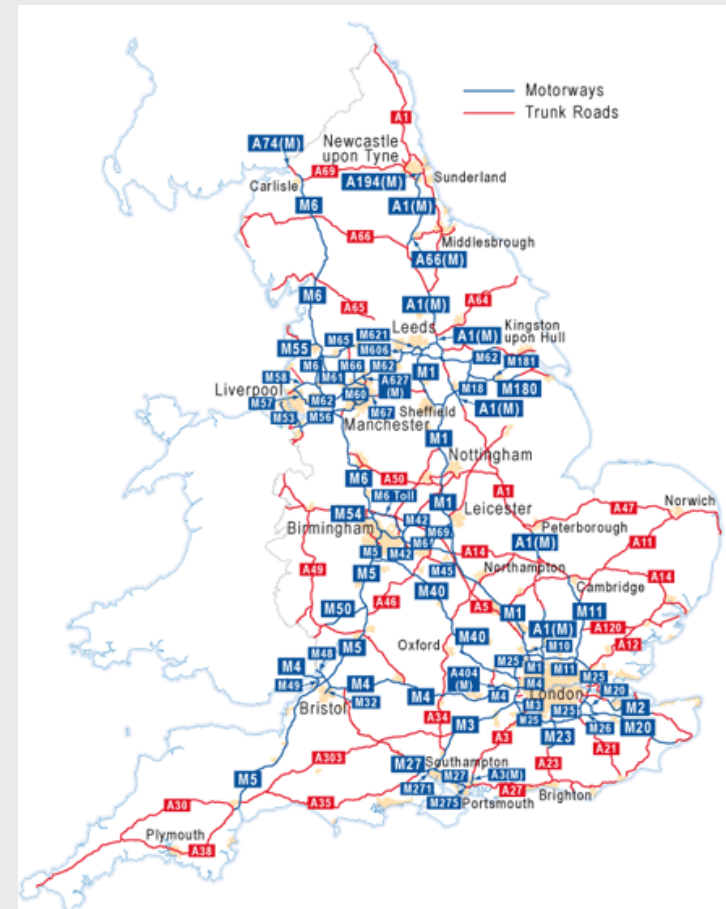 Motorways
Trunk Roads
A1
A74(M)
Newcastle
upon Tyne
A69
A194(M)
Sunderland
Carlisle
M6
A1(M)
A66
Middlesbrough
A66(M)
M6
A65
A1(M)
A64
M621
Leeds
Kingston
upon Hull
A1(M)
M55
M65
M606
M6
M66
M62
M1
M62
M181
M58
M61
A627
(M)
M18
M180
Liverpool
M62
M60
M57
M53
M56
M67
Sheffield
A1(M)
Manchester
M1
Nottingham
M6
A50
M6 Toll
M1
A1
A47
Norwich
M54
M42
Leicester
Birmingham
M69
Peterborough
M6
A1(M)
A11
M5
M42
A14
A49
M5
M45
Northampton
A14
M40
Cambridge
M50
A46
A5
M1
M11
A1(M)
A120
M5
Oxford
M40
M10
A12
M48
M4
M25
M1
M11
A404
(M)
M25
M49
M4
M4
M4
M4
London
M20
Bristol
M32
M3
M25
M2
A34
M3
M25
M26
M20
A3
M23
A21
A303
M27
Southampton
A23
M5
M27
A3(M)
M271
A27
Brighton
A30
A35
M275
Portsmouth
Plymouth
A38